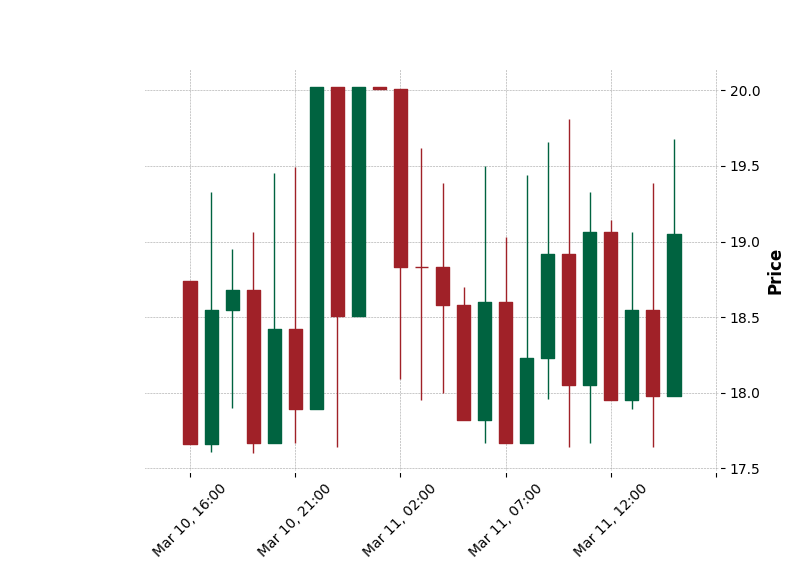 20.0
19.5
19.0
18.5
18.0
17.5
Price
Mar 10, 16:00
Mar 10, 21:00
Mar 11, 02:00
Mar 11, 07:00
Mar 11, 12:00